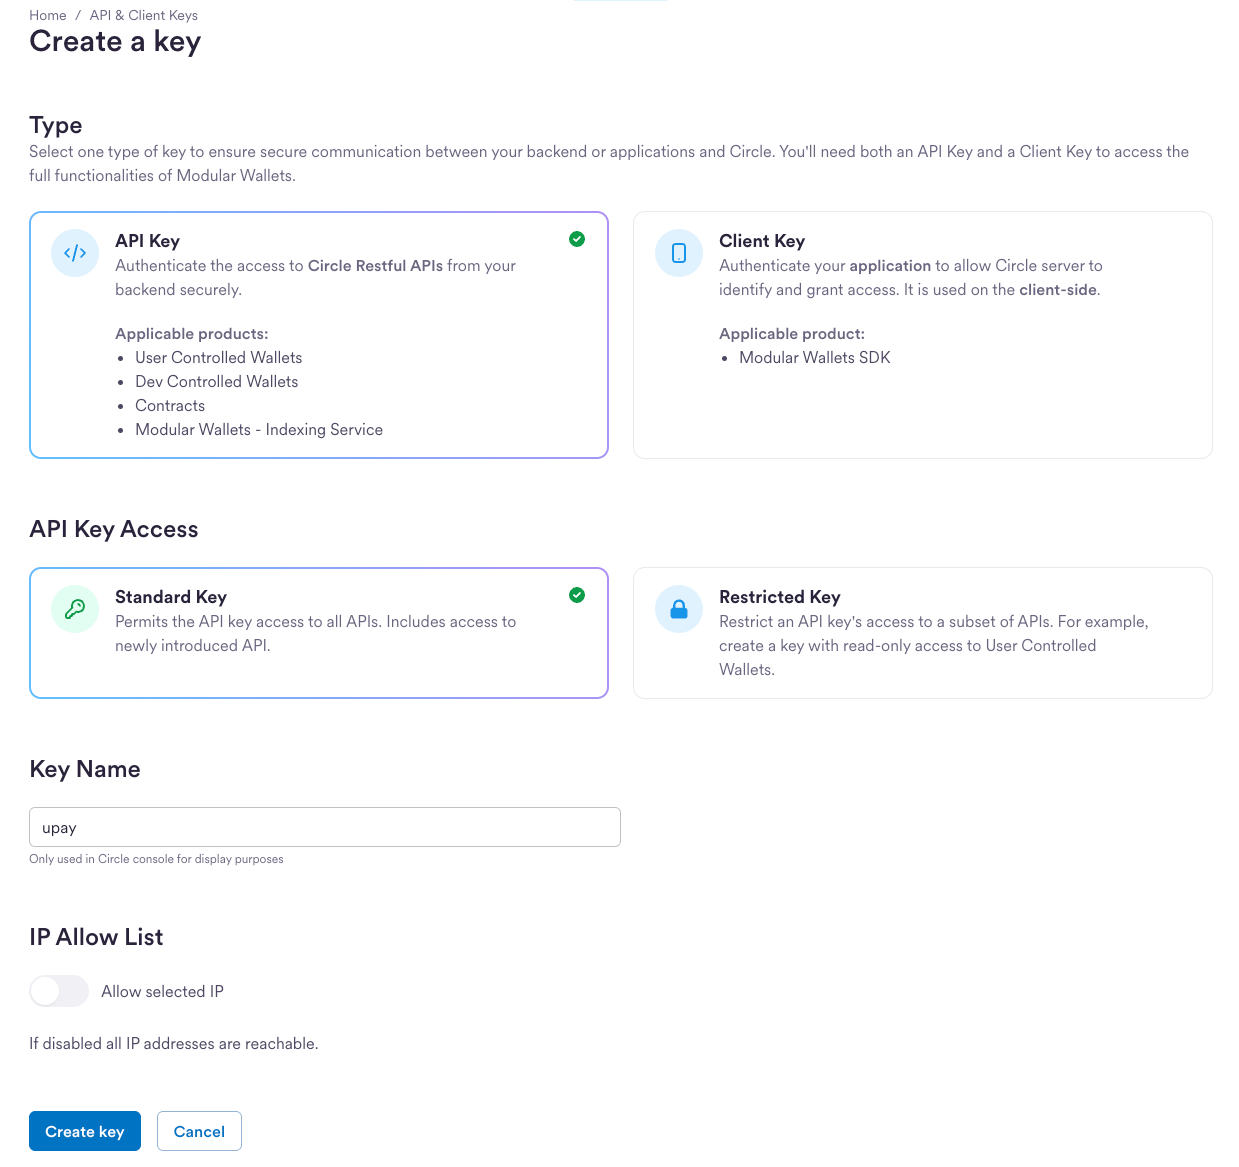 Home / API & Client Keys
Create a key
Type
Select one type of key to ensure secure communication between your backend or applications and Circle. You'll need both an API Key and a Client Key to access the
full functionalities of Modular Wallets.
API Key
Authenticate the access to Circle Restful APIs from your
backend securely.
Applicable products:
• User Controlled Wallets
• Dev Controlled Wallets
• Contracts
• Modular Wallets - Indexing Service
Client Key
Authenticate your application to allow Circle server to
identify and grant access. It is used on the client-side.
Applicable product:
• Modular Wallets SDK
API Key Access
Standard Key
Permits the API key access to all APIs. Includes access to
newly introduced API.
Restricted Key
Restrict an API key's access to a subset of APIs. For example,
create a key with read-only access to User Controlled
Wallets.
Key Name
upay
Only used in Circle console for display purposes
IP Allow List
Allow selected IP
If disabled all IP addresses are reachable.
Create key
Cancel